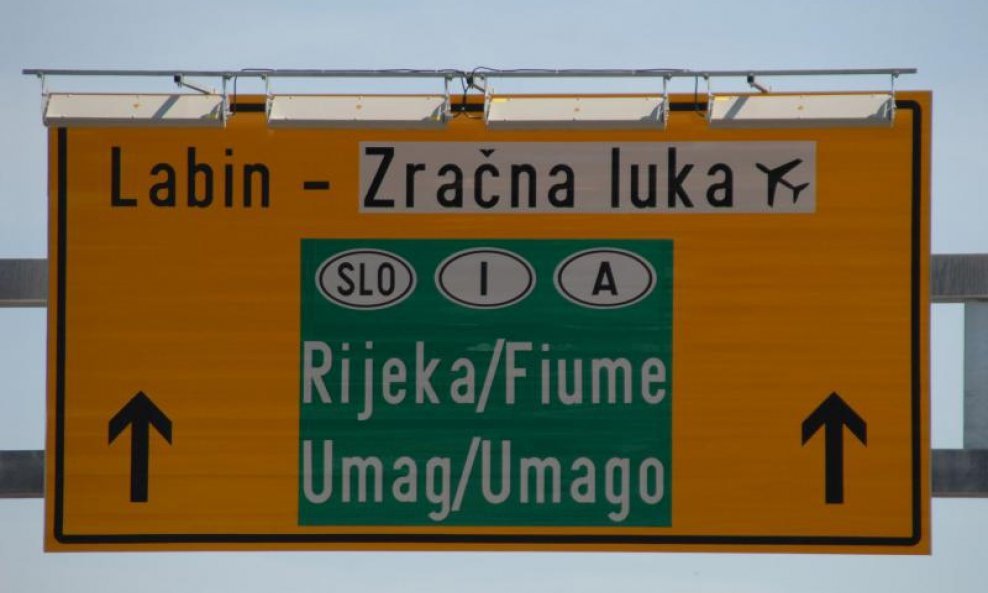 Labin - Zračna luka
SLO I A
Rijeka/Fiume
Umag/Umago